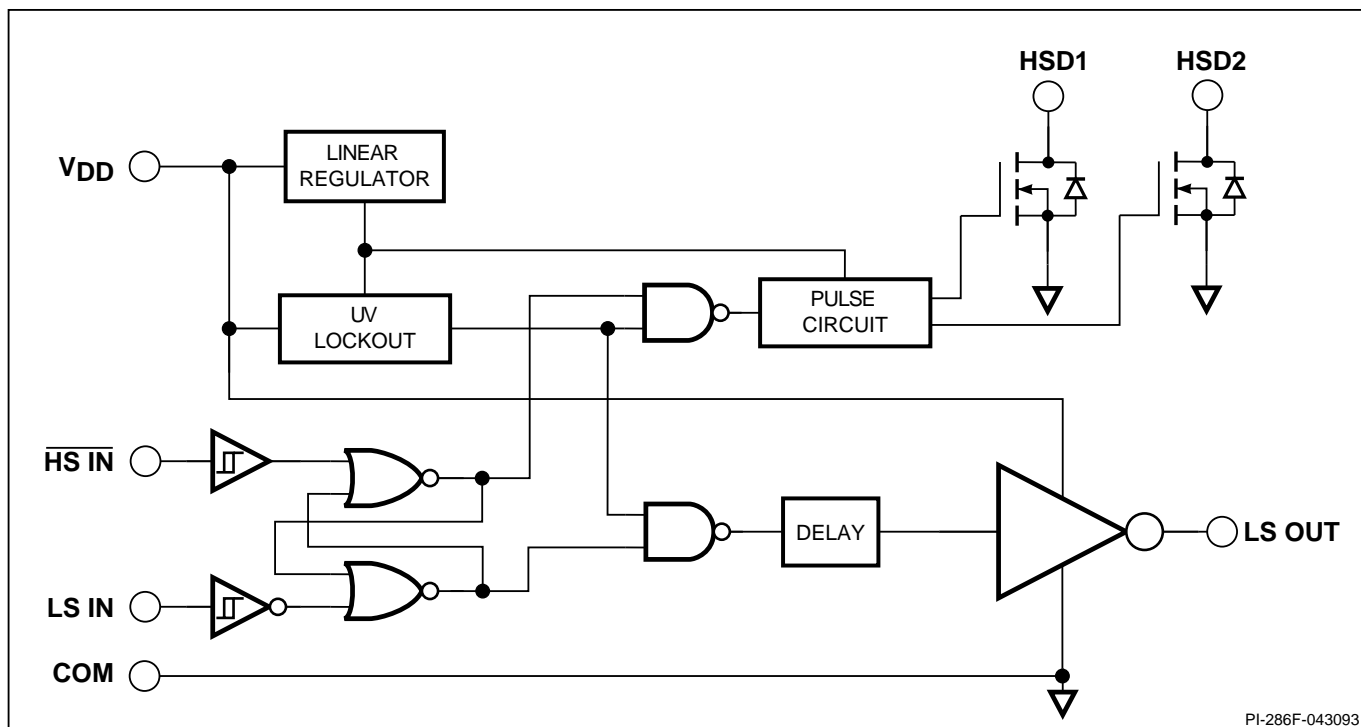 HSD1
HSD2
VDD
LINEAR
REGULATOR
UV
LOCKOUT
PULSE
CIRCUIT
HS IN
DELAY
LS OUT
LS IN
COM
PI-286F-043093